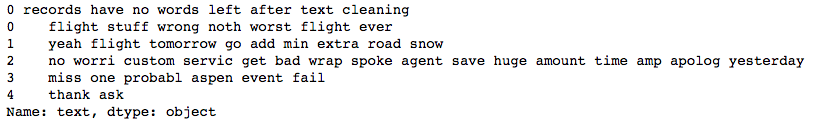 0 records have no words left after text cleaning
0    flight stuff wrong noth worst flight ever
1    yeah flight tomorrow go add min extra road snow
2    no worri custom servic get bad wrap spoke agent save huge amount time amp apolog yesterday
3    miss one probabl aspen event fail
4    thank ask
Name: text, dtype: object